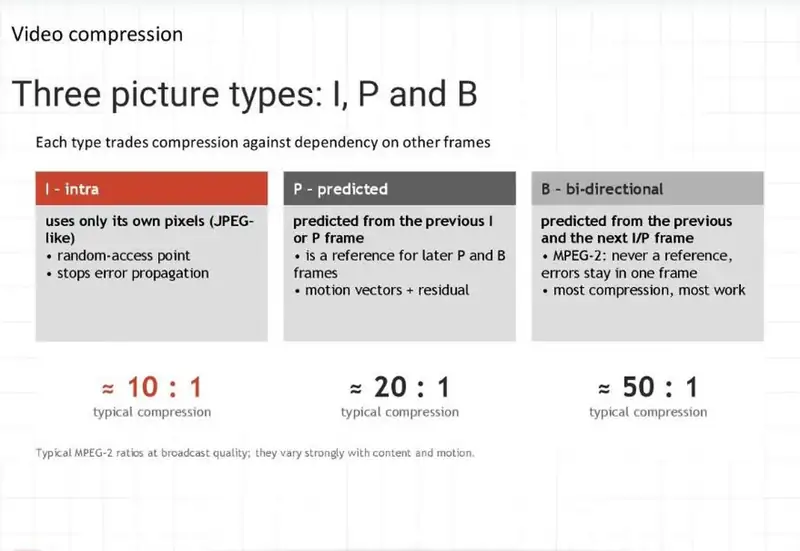 Video compression
Three picture types: I, P and B
Each type trades compression against dependency on other frames
I – intra
uses only its own pixels (JPEG-
like)
• random-access point
• stops error propagation
≈ 10 : 1
typical compression
P – predicted
predicted from the previous I
or P frame
• is a reference for later P and B
frames
• motion vectors + residual
≈ 20 : 1
typical compression
B – bi-directional
predicted from the previous
and the next I/P frame
• MPEG-2: never a reference,
errors stay in one frame
• most compression, most work
≈ 50 : 1
typical compression
Typical MPEG-2 ratios at broadcast quality; they vary strongly with content and motion.